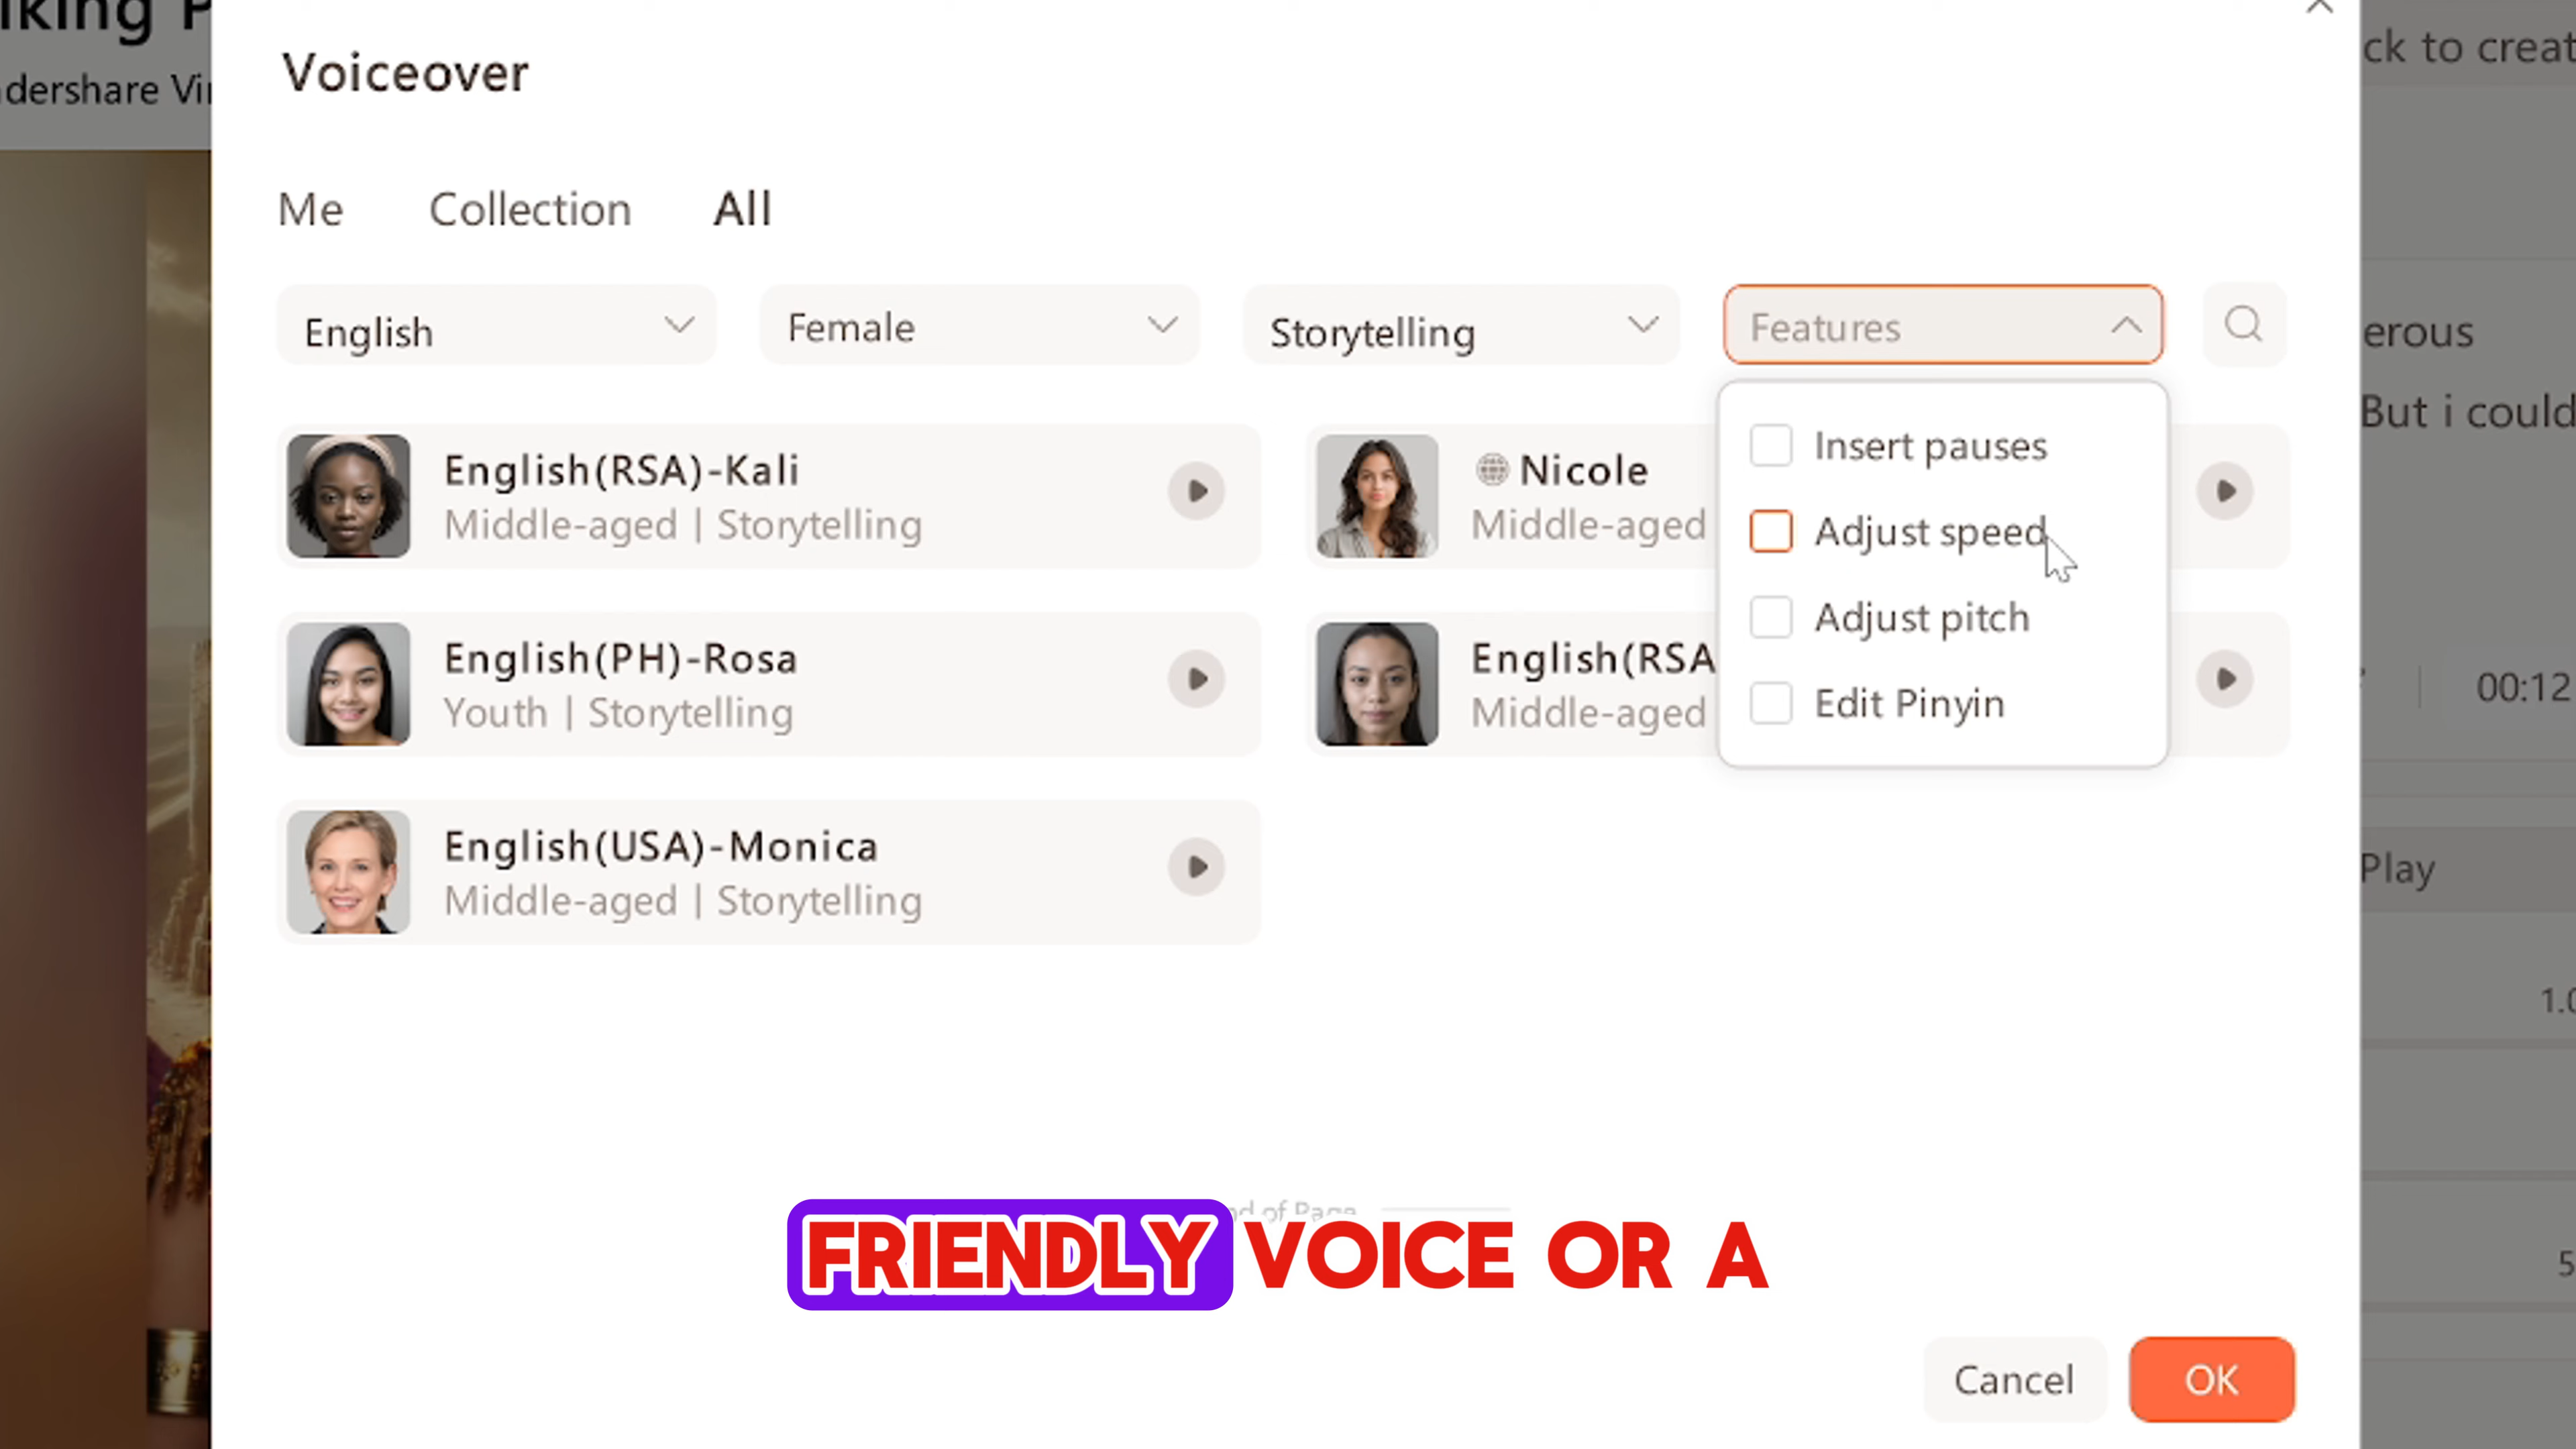 Voiceover
Me Collection All
English Female Storytelling Features
Insert pauses
Adjust speed
Adjust pitch
Edit Pinyin
English(RSA)-Kali
Middle-aged | Storytelling
Nicole
Middle-aged
English(PH)-Rosa
Youth | Storytelling
English(RSA
Middle-aged
English(USA)-Monica
Middle-aged | Storytelling
of Page
FRIENDLY VOICE OR A
Cancel OK
ck to creat
erous
But i could
00:12
Play